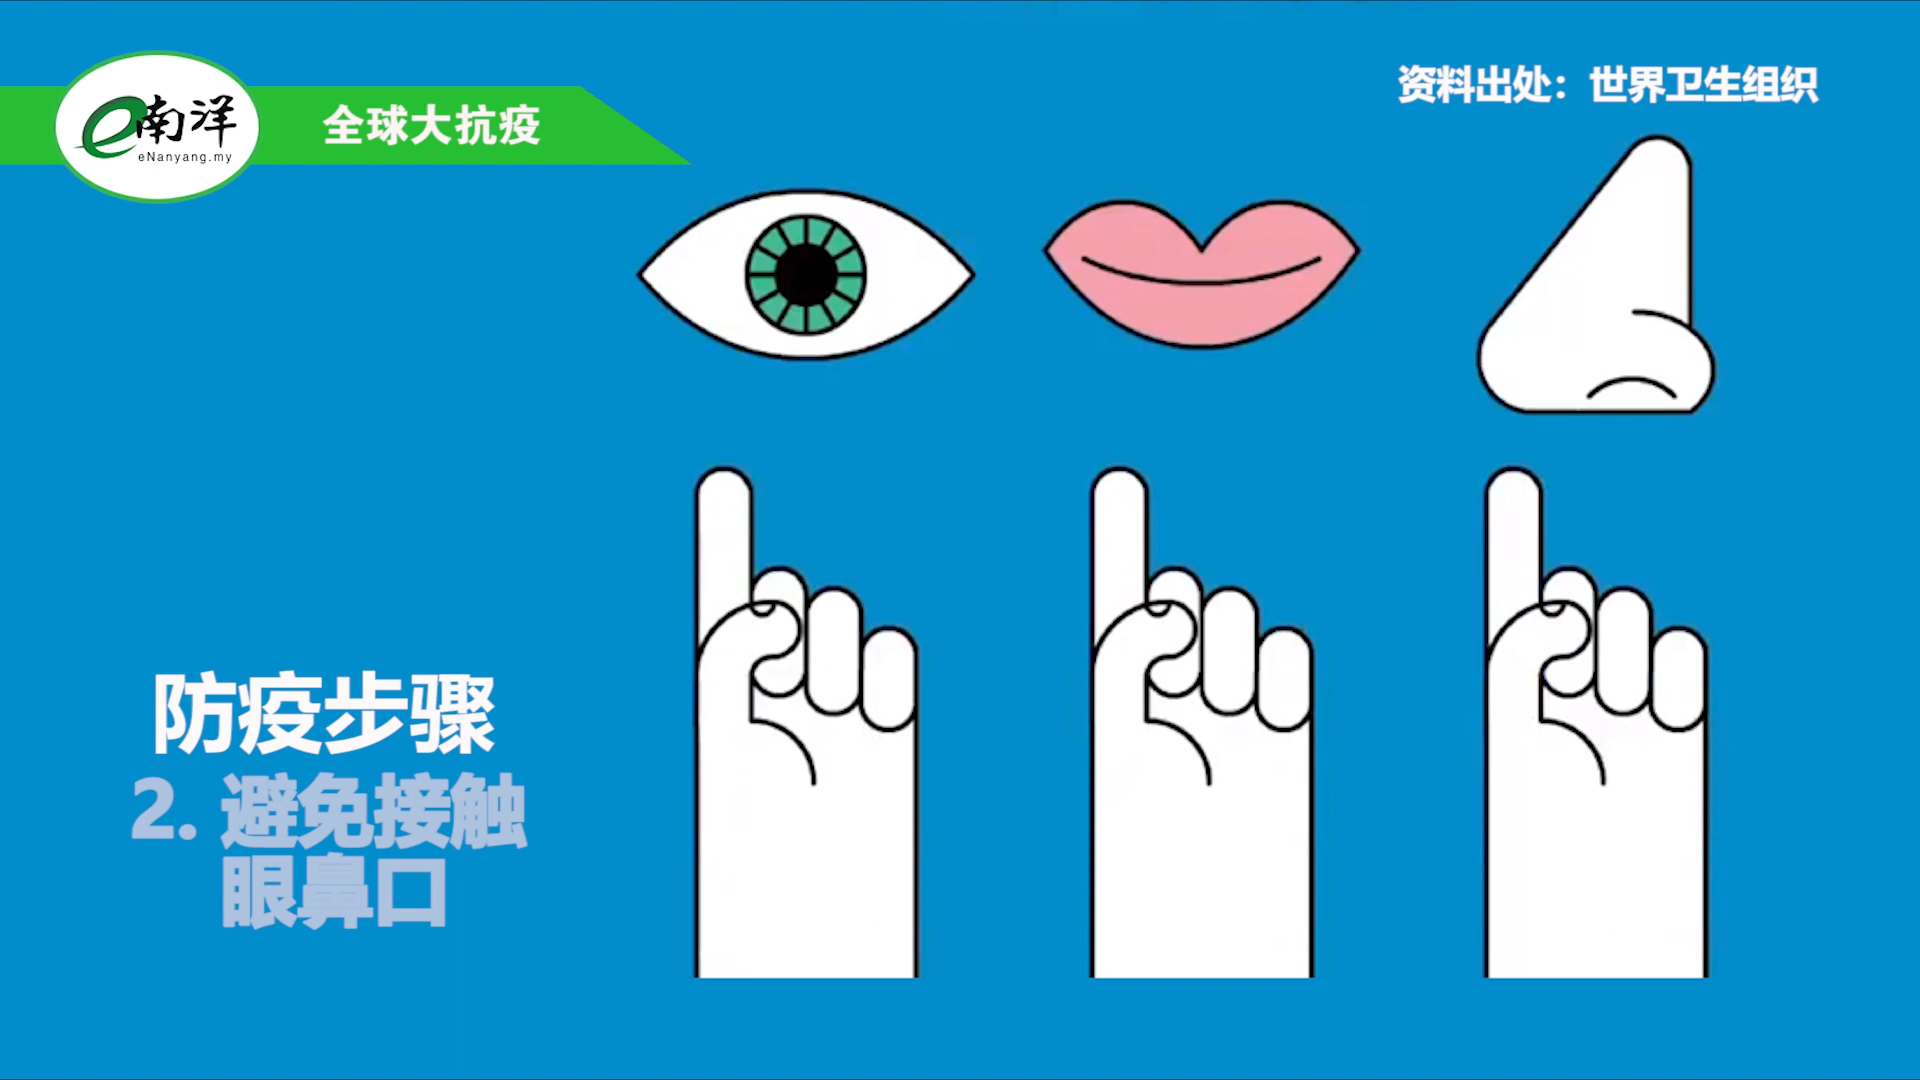 e南洋
eNanyang.my
全球大抗疫
资料出处：世界卫生组织
防疫步骤
2. 避免接触
眼鼻口